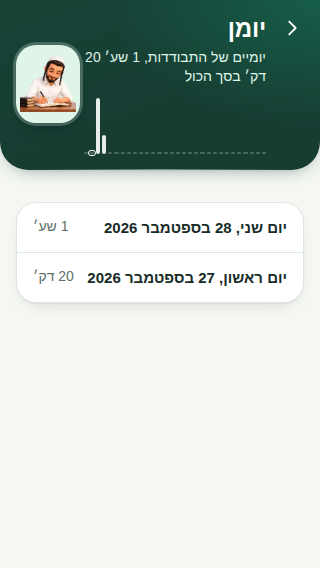 יומן
יומיים של התבודדות, 1 שע׳ 20
דק׳ בסך הכול
יום שני, 28 בספטמבר 2026
1 שע׳
יום ראשון, 27 בספטמבר 2026
20 דק׳